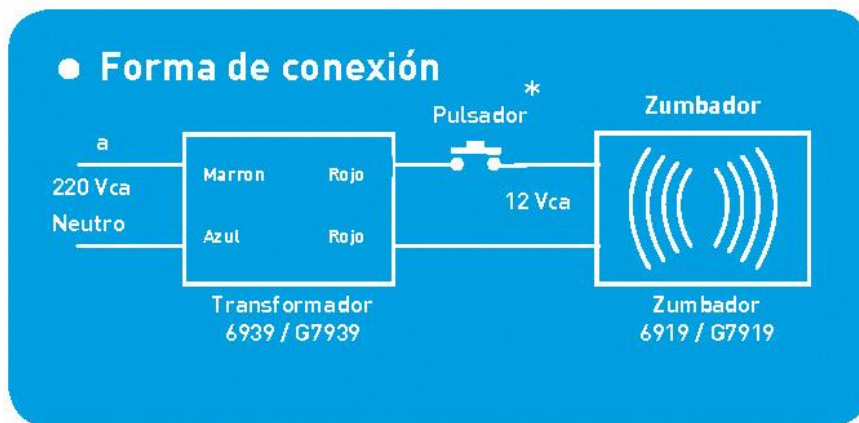 ● Forma de conexión
Pulsador *
Zumbador
a
220 Vca
Neutro
Marron Rojo
Azul Rojo
12 Vca
Transformador
6939 / G7939
Zumbador
6919 / G7919